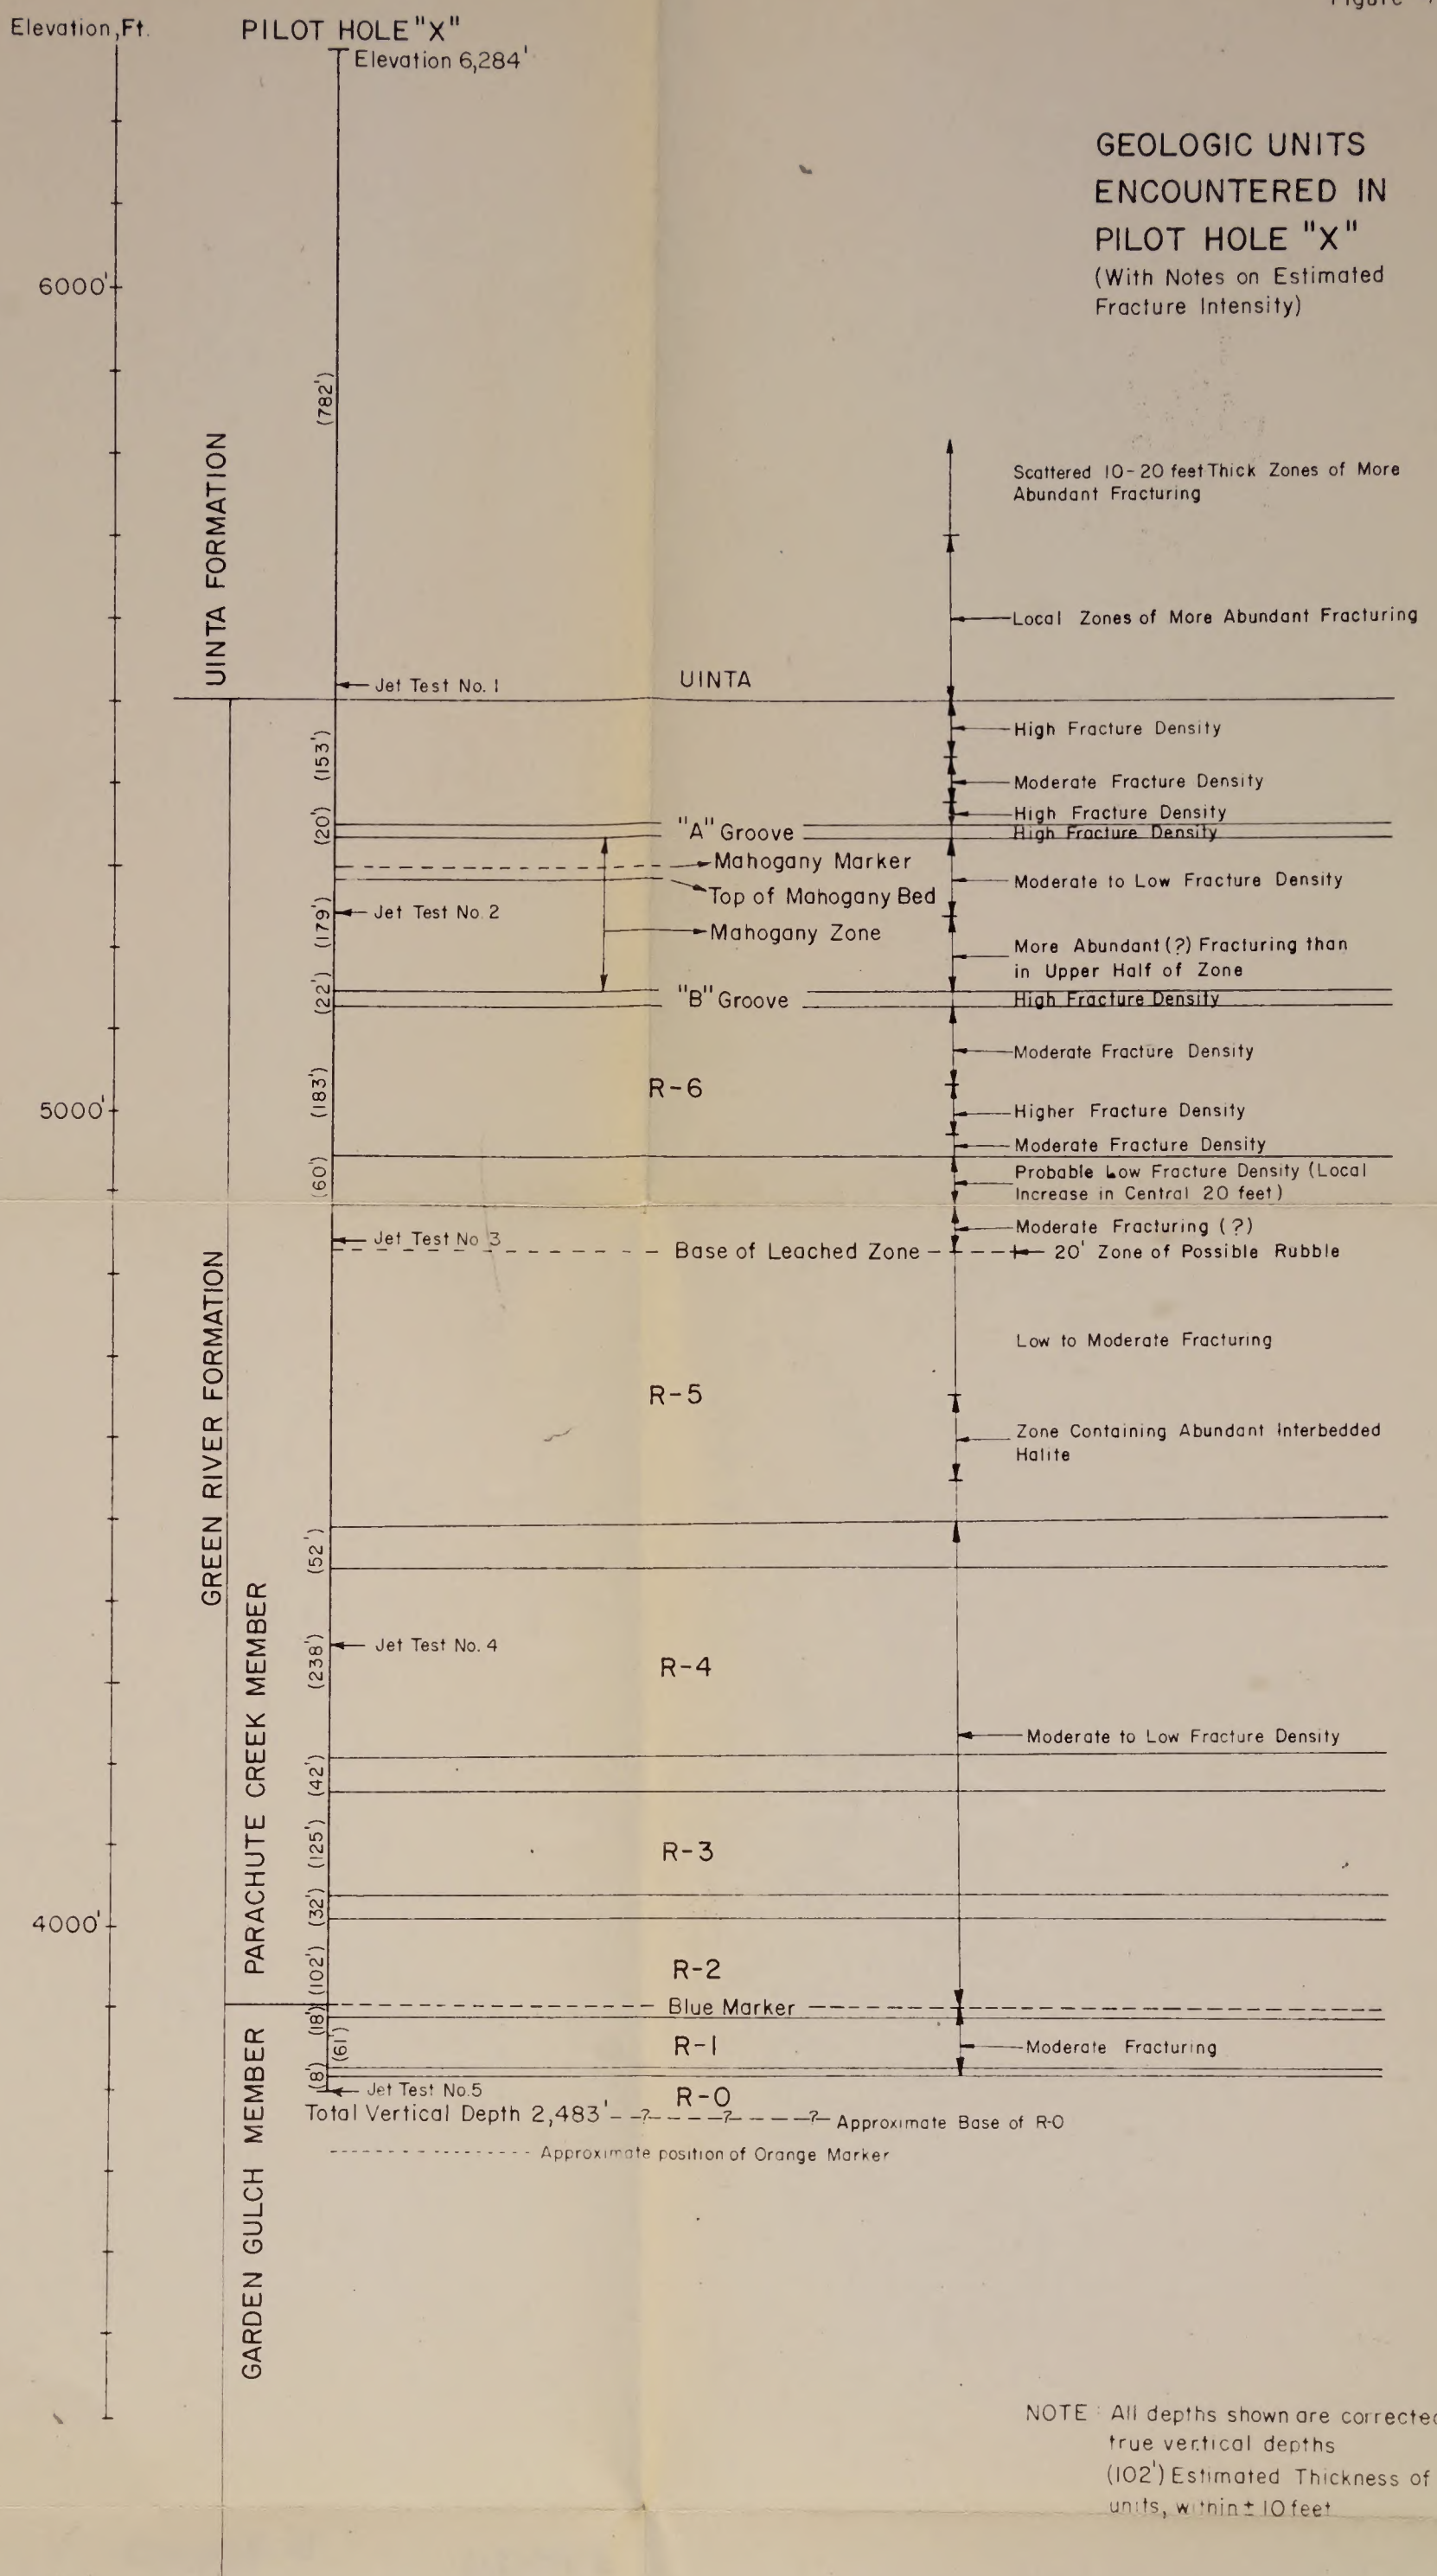 Figure
Elevation, Ft.
PILOT HOLE "X"
Elevation 6,284'
GEOLOGIC UNITS
ENCOUNTERED IN
PILOT HOLE "X"
(With Notes on Estimated
Fracture Intensity)
6000'
(782')
UINTA FORMATION
Scattered 10-20 feet Thick Zones of More
Abundant Fracturing
Local Zones of More Abundant Fracturing
Jet Test No. 1
UINTA
(153')
High Fracture Density
Moderate Fracture Density
High Fracture Density
(20')
"A" Groove
High Fracture Density
Mahogany Marker
Top of Mahogany Bed
Moderate to Low Fracture Density
Jet Test No. 2
(179')
Mahogany Zone
More Abundant (?) Fracturing than
in Upper Half of Zone
(22')
"B" Groove
High Fracture Density
Moderate Fracture Density
(183')
R-6
5000'
Higher Fracture Density
Moderate Fracture Density
(60')
Probable Low Fracture Density (Local
Increase in Central 20 feet)
Moderate Fracturing (?)
Jet Test No 3
Base of Leached Zone
20' Zone of Possible Rubble
GREEN RIVER FORMATION
Low to Moderate Fracturing
R-5
Zone Containing Abundant Interbedded
Halite
(52')
PARACHUTE CREEK MEMBER
(238')
Jet Test No. 4
R-4
Moderate to Low Fracture Density
(42')
(125')
R-3
(32')
4000'
(102')
R-2
Blue Marker
(18')
(61')
R-1
Moderate Fracturing
GARDEN GULCH MEMBER
(8')
Jet Test No.5
R-0
Total Vertical Depth 2,483' -?- -?- -?- Approximate Base of R-0
Approximate position of Orange Marker
NOTE : All depths shown are corrected
true vertical depths
(102') Estimated Thickness of
units, within ± 10 feet